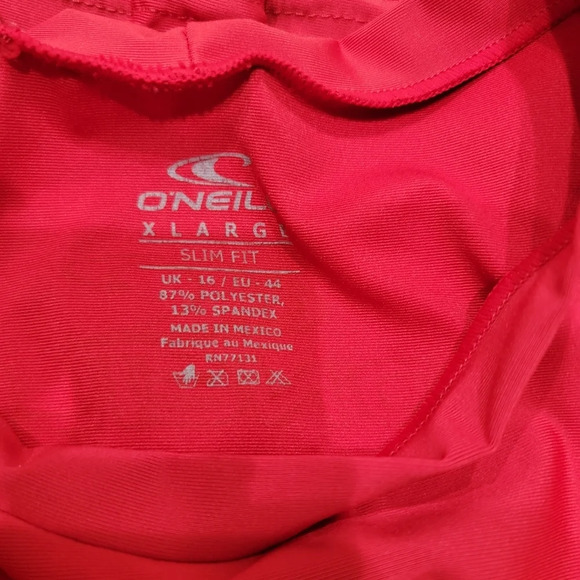 O'NEILL
XLARGE
SLIM FIT
UK - 16 / EU - 44
87% POLYESTER,
13% SPANDEX
MADE IN MEXICO
Fabrique au Mexique
RN77131